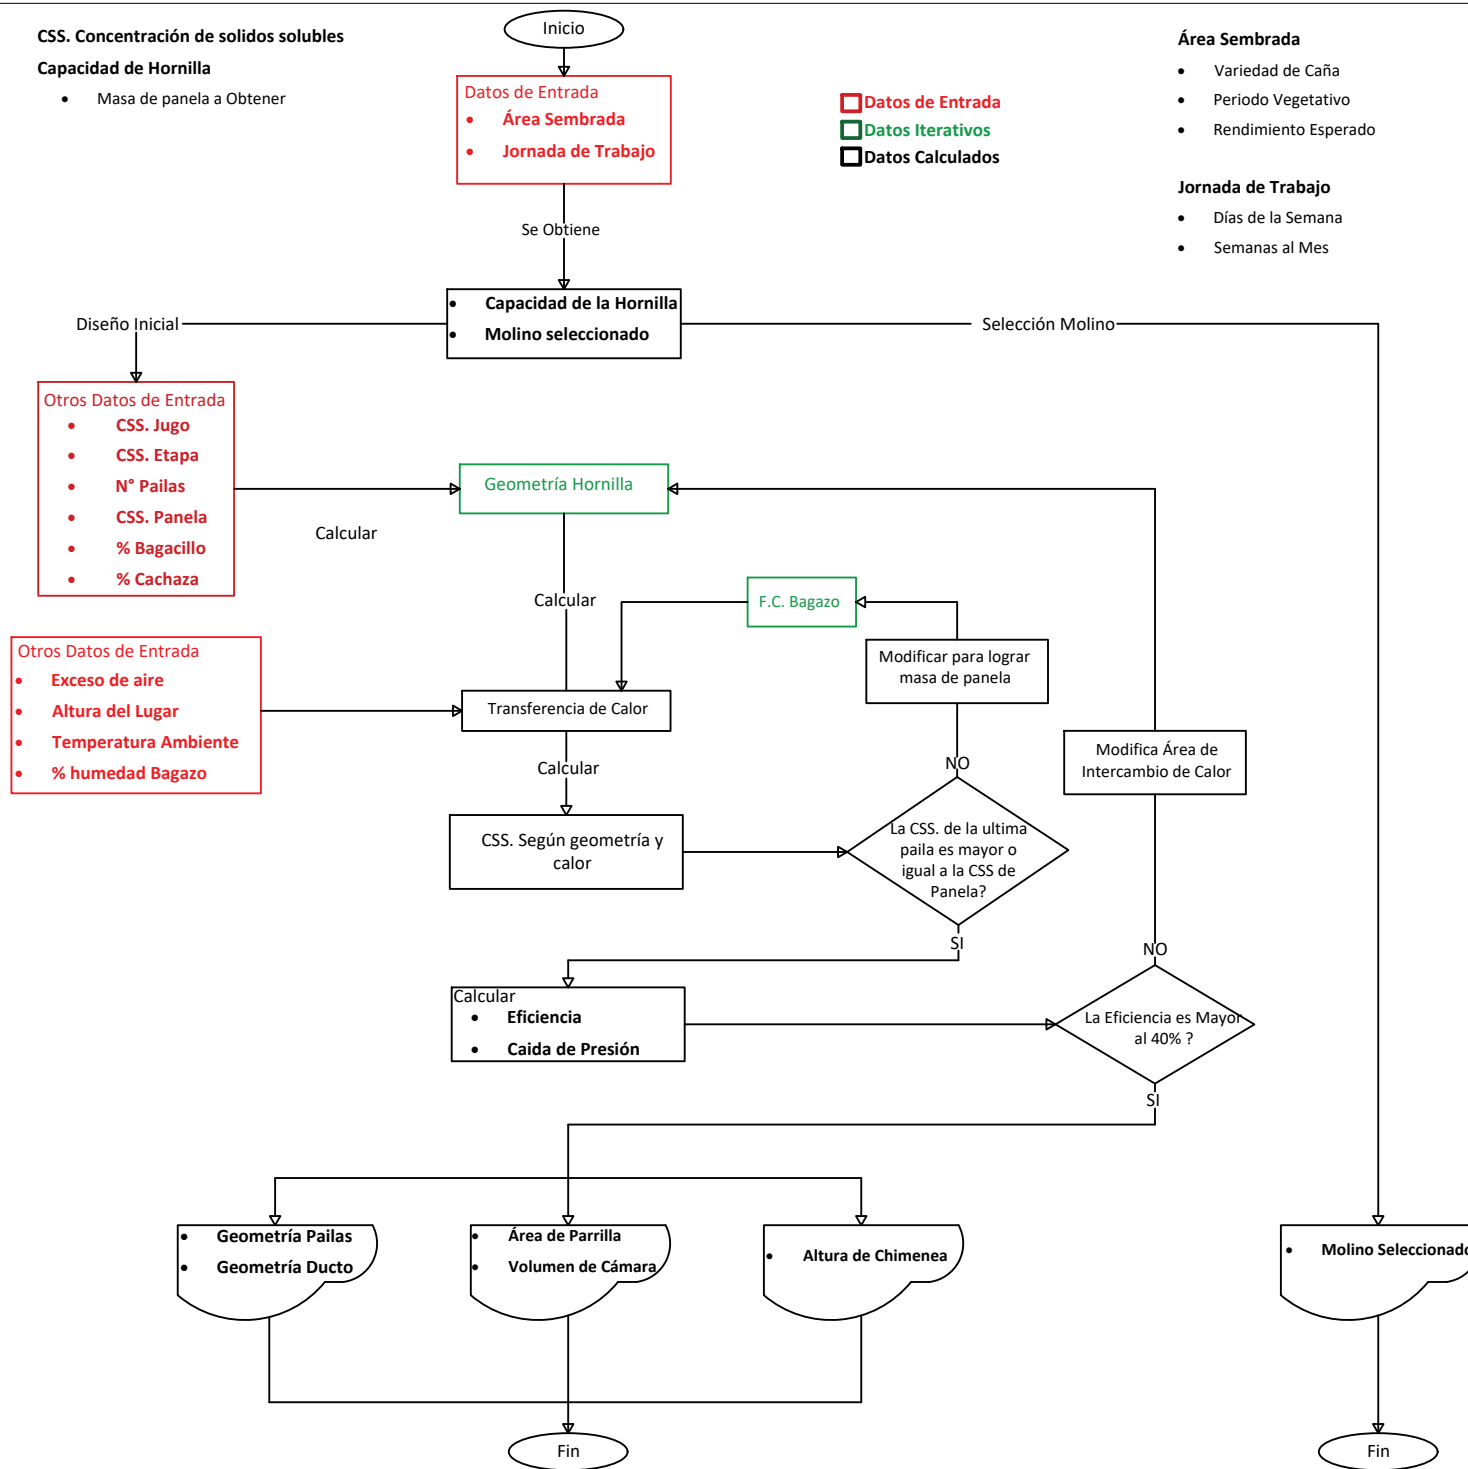 Inicio
CSS. Concentración de solidos solubles
Capacidad de Hornilla
• Masa de panela a Obtener
Datos de Entrada
• Área Sembrada
• Jornada de Trabajo
Datos de Entrada
Datos Iterativos
Datos Calculados
Área Sembrada
• Variedad de Caña
• Periodo Vegetativo
• Rendimiento Esperado
Jornada de Trabajo
• Días de la Semana
• Semanas al Mes
Se Obtiene
• Capacidad de la Hornilla
• Molino seleccionado
Diseño Inicial
Selección Molino
Otros Datos de Entrada
• CSS. Jugo
• CSS. Etapa
• N° Pailas
• CSS. Panela
• % Bagacillo
• % Cachaza
Calcular
Geometría Hornilla
Calcular
F.C. Bagazo
Modificar para lograr
masa de panela
Otros Datos de Entrada
• Exceso de aire
• Altura del Lugar
• Temperatura Ambiente
• % humedad Bagazo
Transferencia de Calor
Calcular
Modifica Área de
Intercambio de Calor
NO
CSS. Según geometría y
calor
La CSS. de la ultima
paila es mayor o
igual a la CSS de
Panela?
SI
NO
Calcular
• Eficiencia
• Caida de Presión
La Eficiencia es Mayor
al 40% ?
SI
• Geometría Pailas
• Geometría Ducto
• Área de Parrilla
• Volumen de Cámara
• Altura de Chimenea
• Molino Seleccionado
Fin
Fin